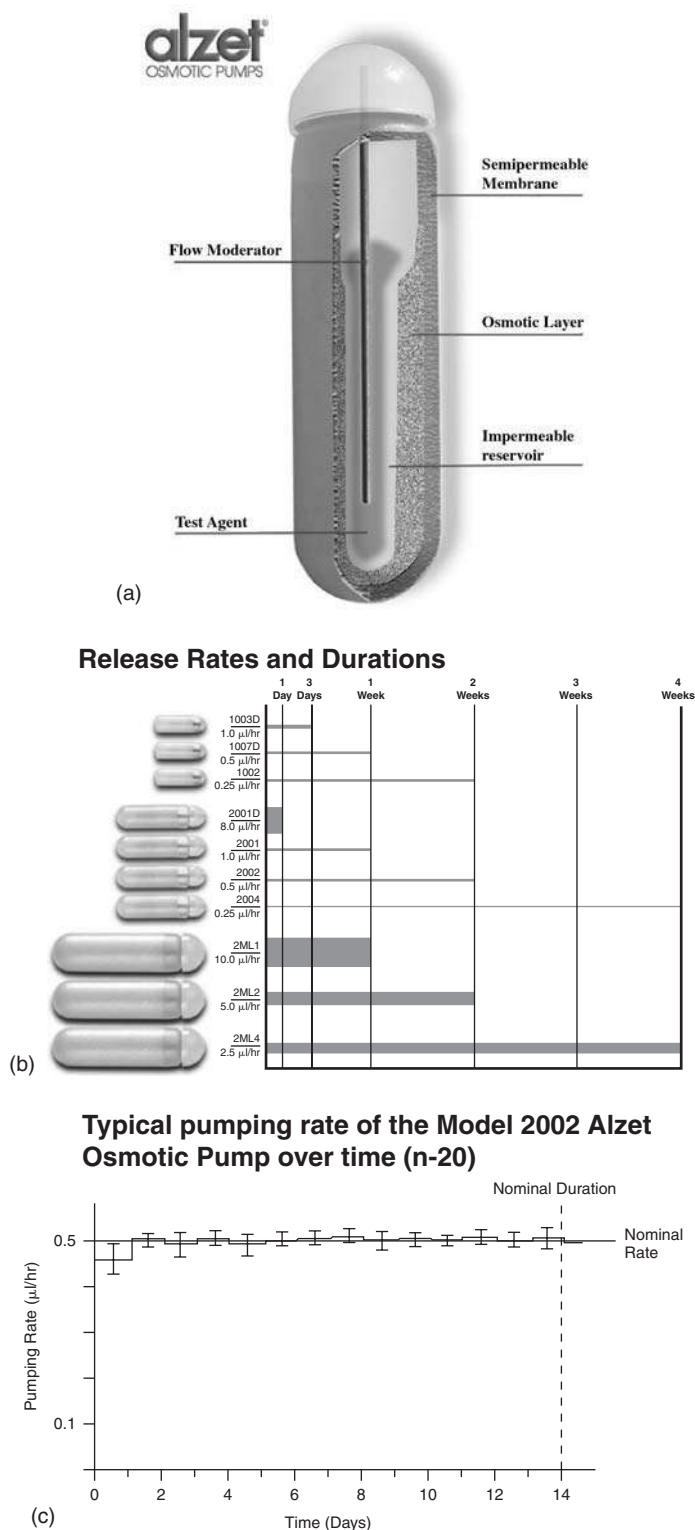 alzet®
OSMOTIC PUMPS
Semipermeable
Membrane
Flow Moderator
Osmotic Layer
Impermeable
reservoir
Test Agent
(a)
Release Rates and Durations
1
Day
3
Days
1
Week
2
Weeks
3
Weeks
4
Weeks
1003D
1.0 µl/hr
1007D
0.5 µl/hr
1002
0.25 µl/hr
2001D
8.0 µl/hr
2001
1.0 µl/hr
2002
0.5 µl/hr
2004
0.25 µl/hr
2ML1
10.0 µl/hr
2ML2
5.0 µl/hr
2ML4
2.5 µl/hr
(b)
Typical pumping rate of the Model 2002 Alzet
Osmotic Pump over time (n-20)
Nominal Duration
Nominal
Rate
0.5
0.1
Pumping Rate (µl/hr)
0 2 4 6 8 10 12 14
Time (Days)
(c)